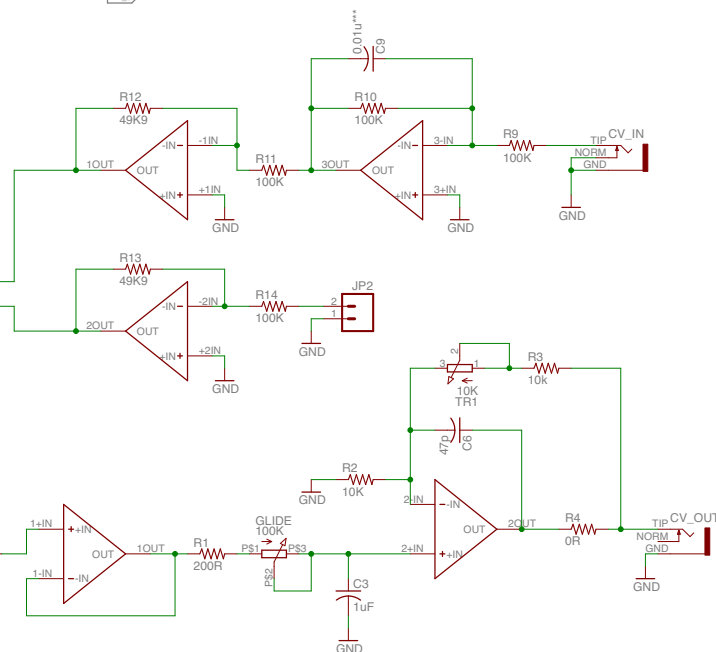 0.01u***
C9
R12
49K9
R10
100K
1OUT
OUT
-IN
-1IN
+IN
+1IN
GND
R11
100K
3OUT
OUT
-IN
3-IN
+IN
3+IN
GND
R9
100K
CV_IN
TIP
NORM
GND
GND
R13
49K9
2OUT
OUT
-IN
-2IN
+IN
+2IN
GND
R14
100K
JP2
2
1
GND
3
2
1
10K
TR1
R3
10k
47p
C6
R2
10K
GND
2-IN
-IN
OUT
2OUT
2+IN
+IN
R4
0R
CV_OUT
TIP
NORM
GND
GND
1+IN
+IN
OUT
1OUT
1-IN
-IN
R1
200R
GLIDE
100K
P$1
P$3
P$2
C3
1uF
GND